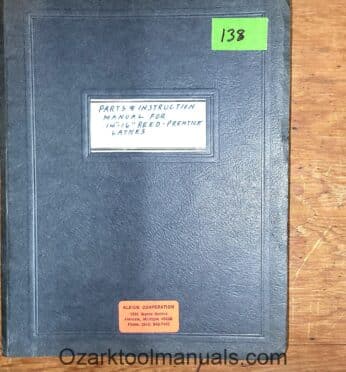 138
PARTS & INSTRUCTION
MANUAL FOR
14"-16" REED-PRENTICE
LATHES
ALBION CORPORATION
Ozarktoolmanuals.com